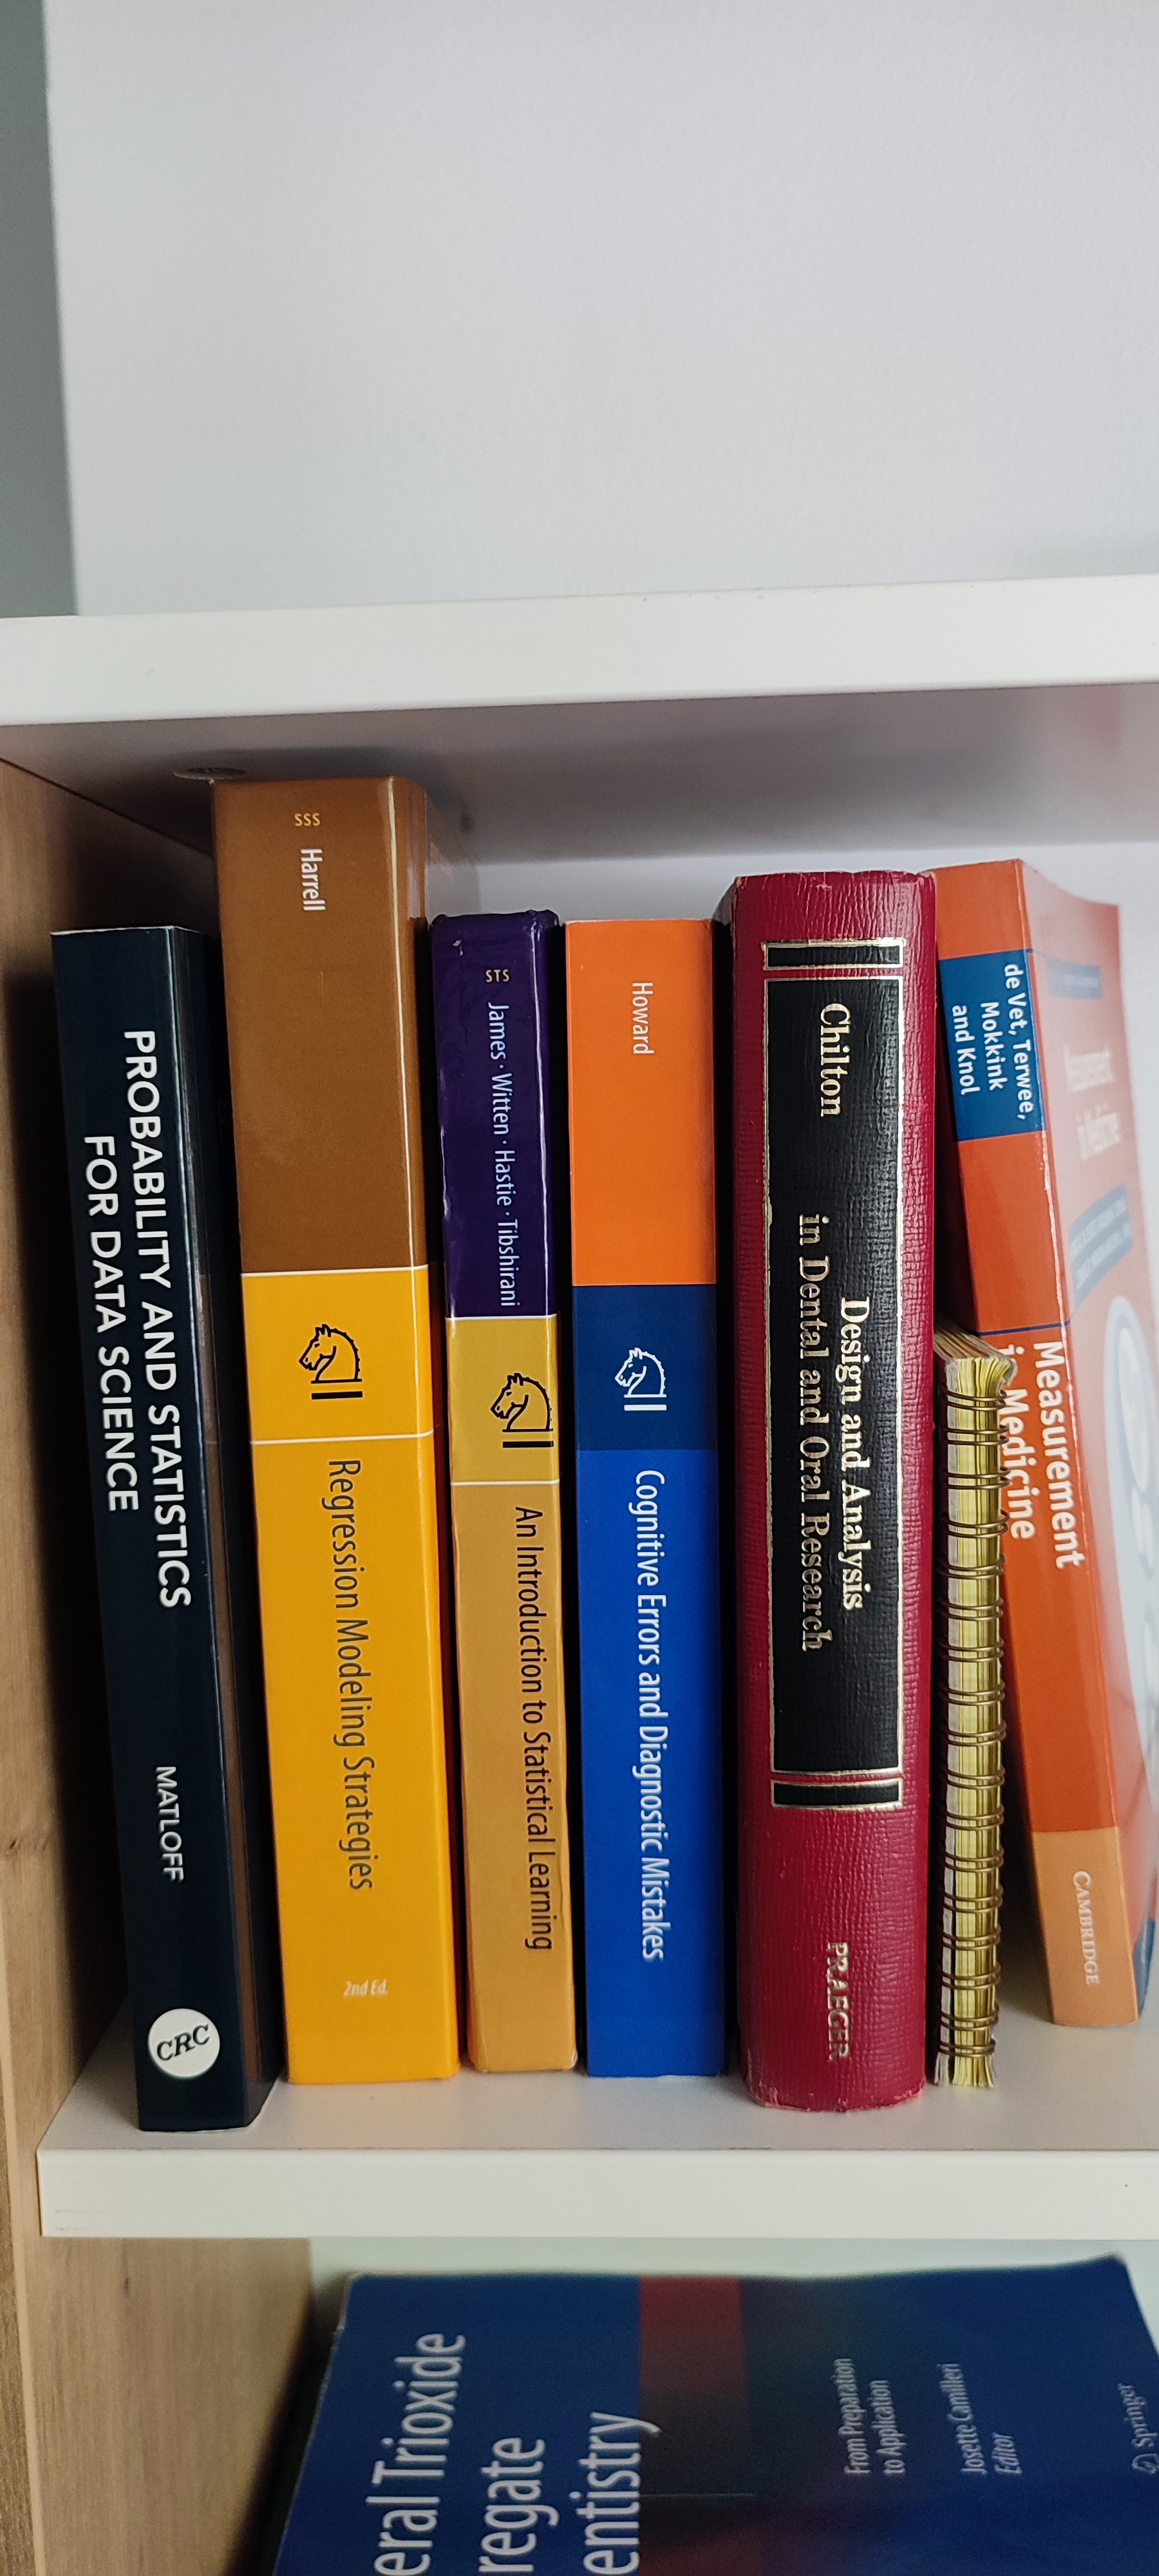 PROBABILITY AND STATISTICS
FOR DATA SCIENCE
MATLOFF
CRC
SSS
Harrell
Regression Modeling Strategies
2nd Ed.
STS
James · Witten · Hastie · Tibshirani
An Introduction to Statistical Learning
Howard
Cognitive Errors and Diagnostic Mistakes
Chilton
Design and Analysis
in Dental and Oral Research
PRAEGER
de Vet, Terwee,
Mokkink
and Knol
Measurement
in Medicine
CAMBRIDGE
Measurement
in Medicine
eral Trioxide
regate
entistry
From Preparation
to Application
Josette Camilleri
Editor
Springer